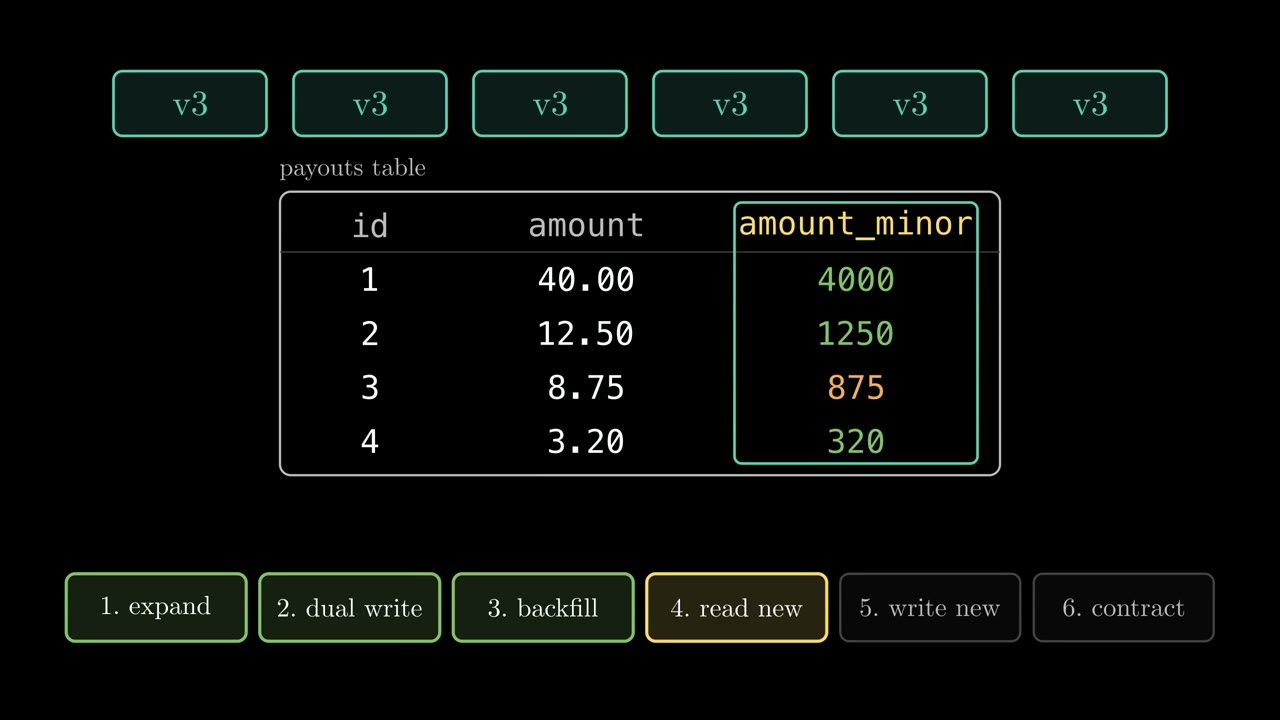 v3 v3 v3 v3 v3 v3
payouts table
id amount amount_minor
1 40.00 4000
2 12.50 1250
3 8.75 875
4 3.20 320
1. expand 2. dual write 3. backfill 4. read new 5. write new 6. contract